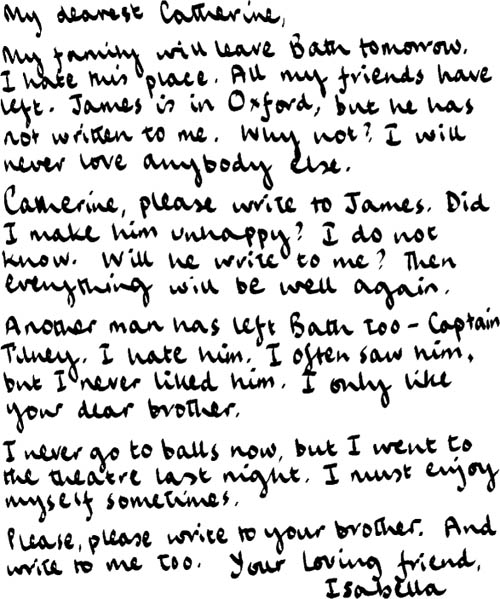 My dearest Catherine,
My family will leave Bath tomorrow.
I hate this place. All my friends have
left. James is in Oxford, but he has
not written to me. Why not? I will
never love anybody else.
Catherine, please write to James. Did
I make him unhappy? I do not
know. Will he write to me? Then
everything will be well again.
Another man has left Bath too - Captain
Tilney. I hate him. I often saw him,
but I never liked him. I only like
your dear brother.
I never go to balls now, but I went to
the theatre last night. I must enjoy
myself sometimes.
Please, please write to your brother. And
write to me too. Your loving friend,
Isabella